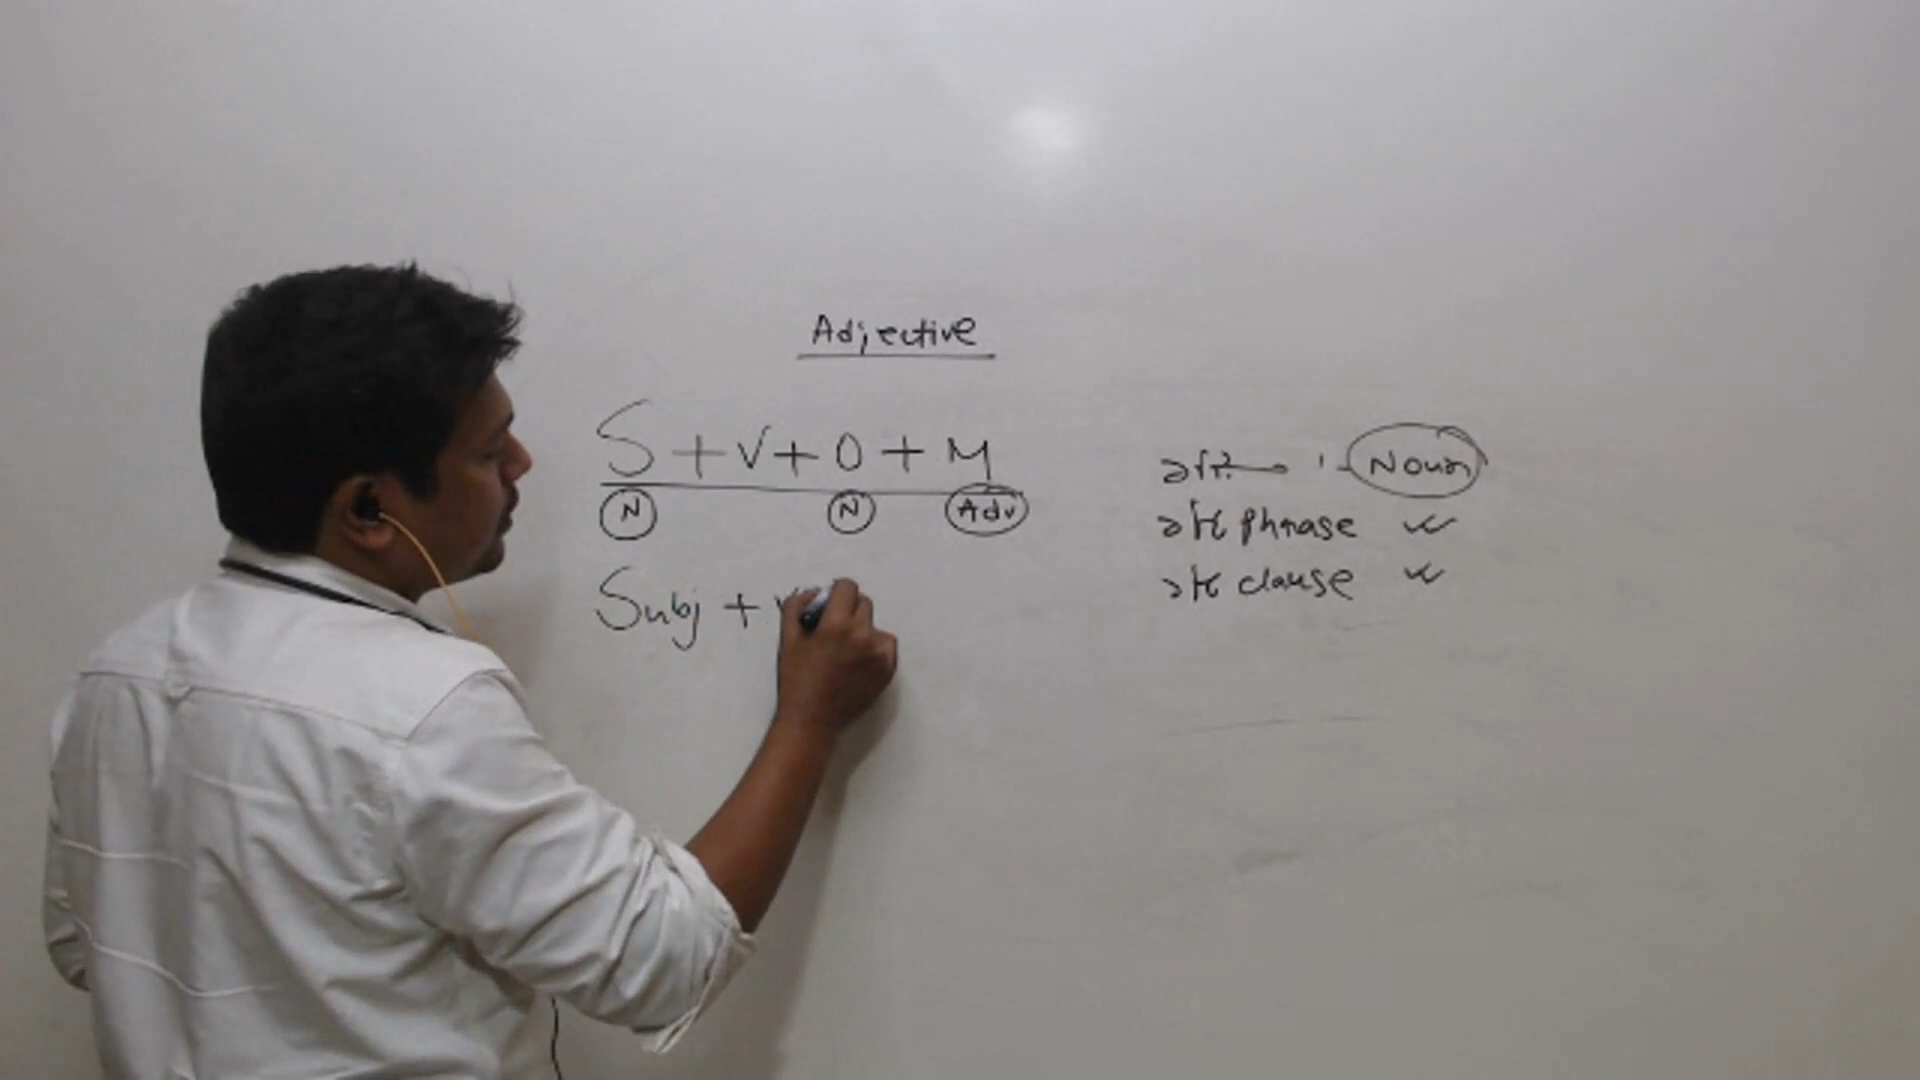 Adjective
S + V + O + M
N N Adv
Subj +
Noun
phrase
clause